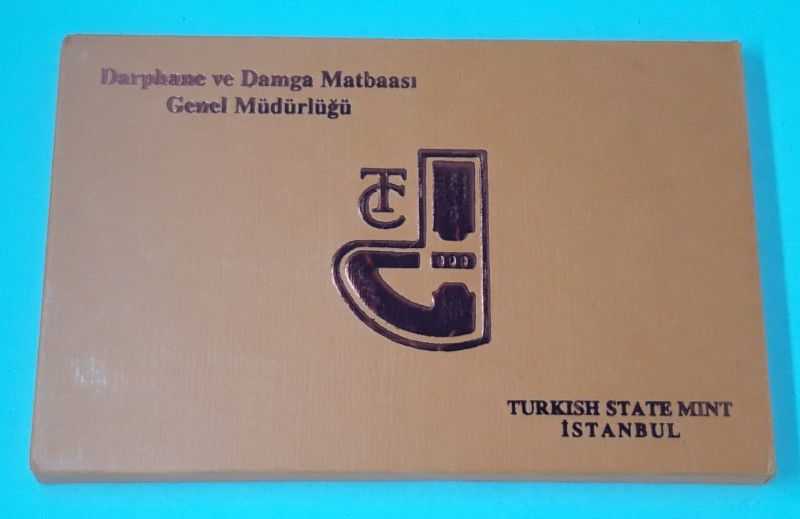 Darphane ve Damga Matbaası
Genel Müdürlüğü
TC
TURKISH STATE MINT
İSTANBUL